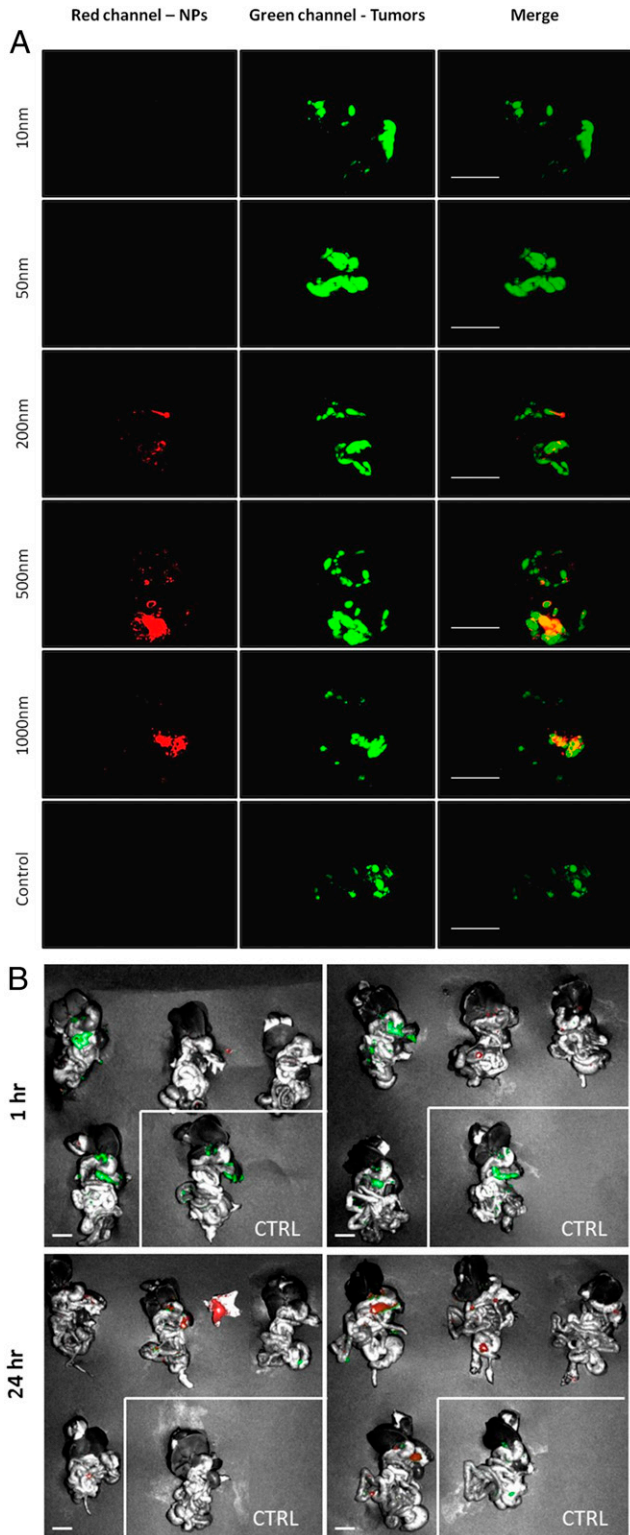 Red channel – NPs Green channel - Tumors Merge
A
10nm
50nm
200nm
500nm
1000nm
Control
B
1 hr
CTRL
CTRL
24 hr
CTRL
CTRL